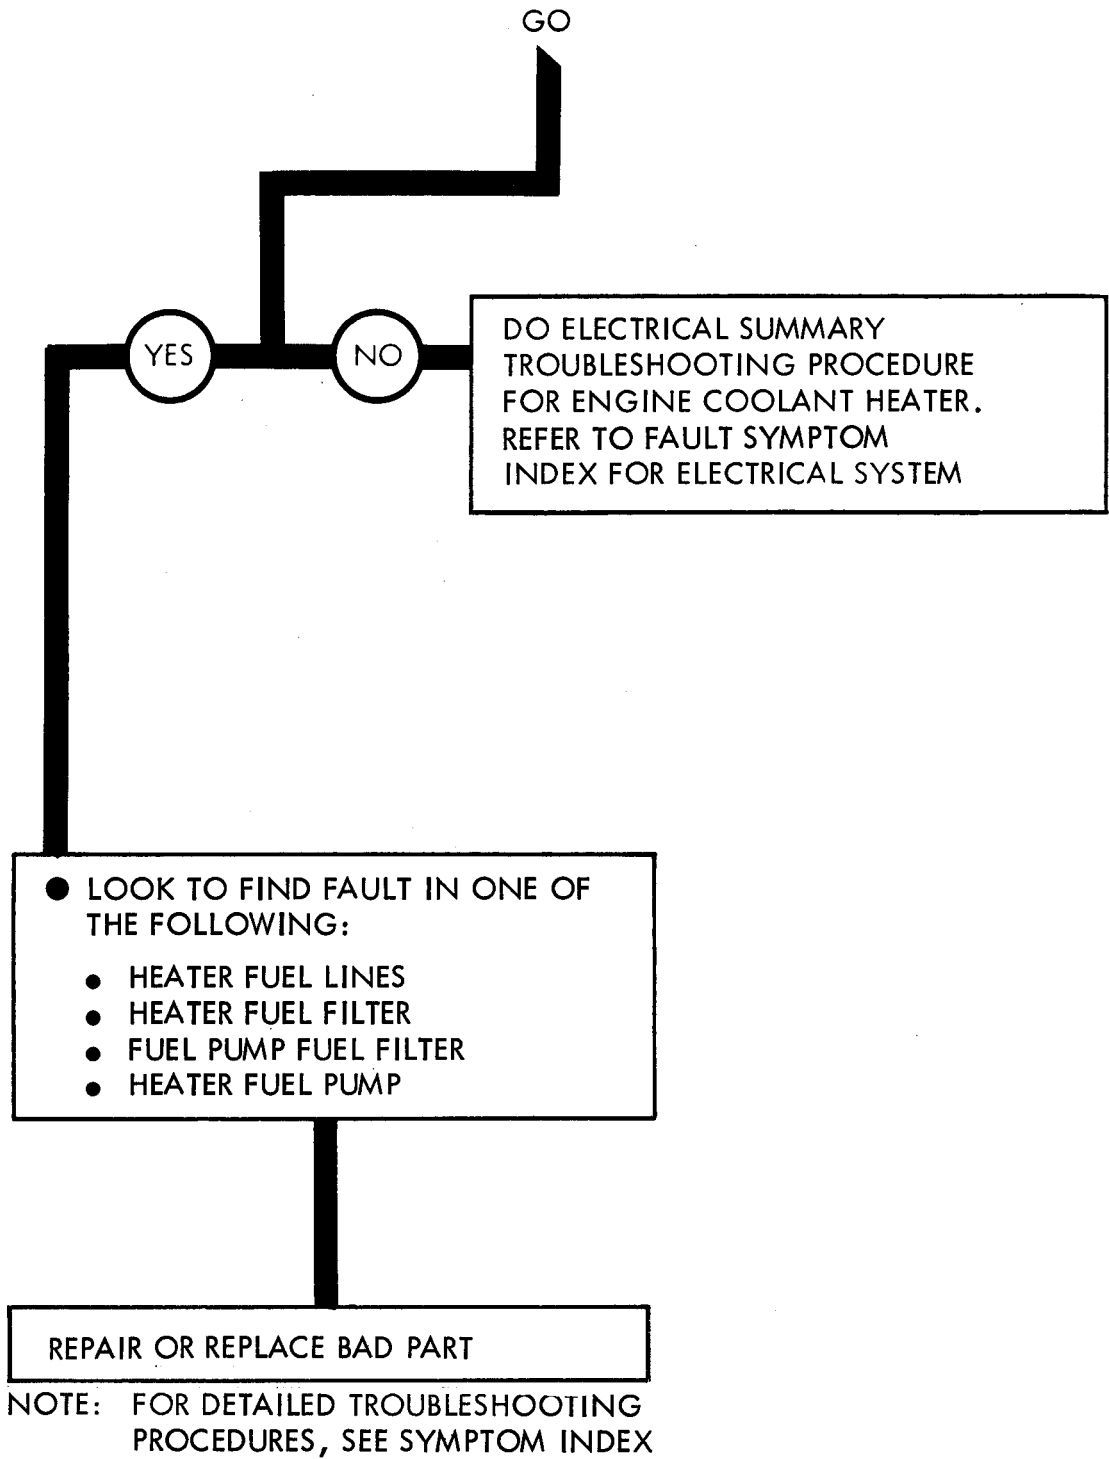 GO
YES
NO
DO ELECTRICAL SUMMARY
TROUBLESHOOTING PROCEDURE
FOR ENGINE COOLANT HEATER.
REFER TO FAULT SYMPTOM
INDEX FOR ELECTRICAL SYSTEM
● LOOK TO FIND FAULT IN ONE OF
THE FOLLOWING:
● HEATER FUEL LINES
● HEATER FUEL FILTER
● FUEL PUMP FUEL FILTER
● HEATER FUEL PUMP
REPAIR OR REPLACE BAD PART
NOTE: FOR DETAILED TROUBLESHOOTING
PROCEDURES, SEE SYMPTOM INDEX